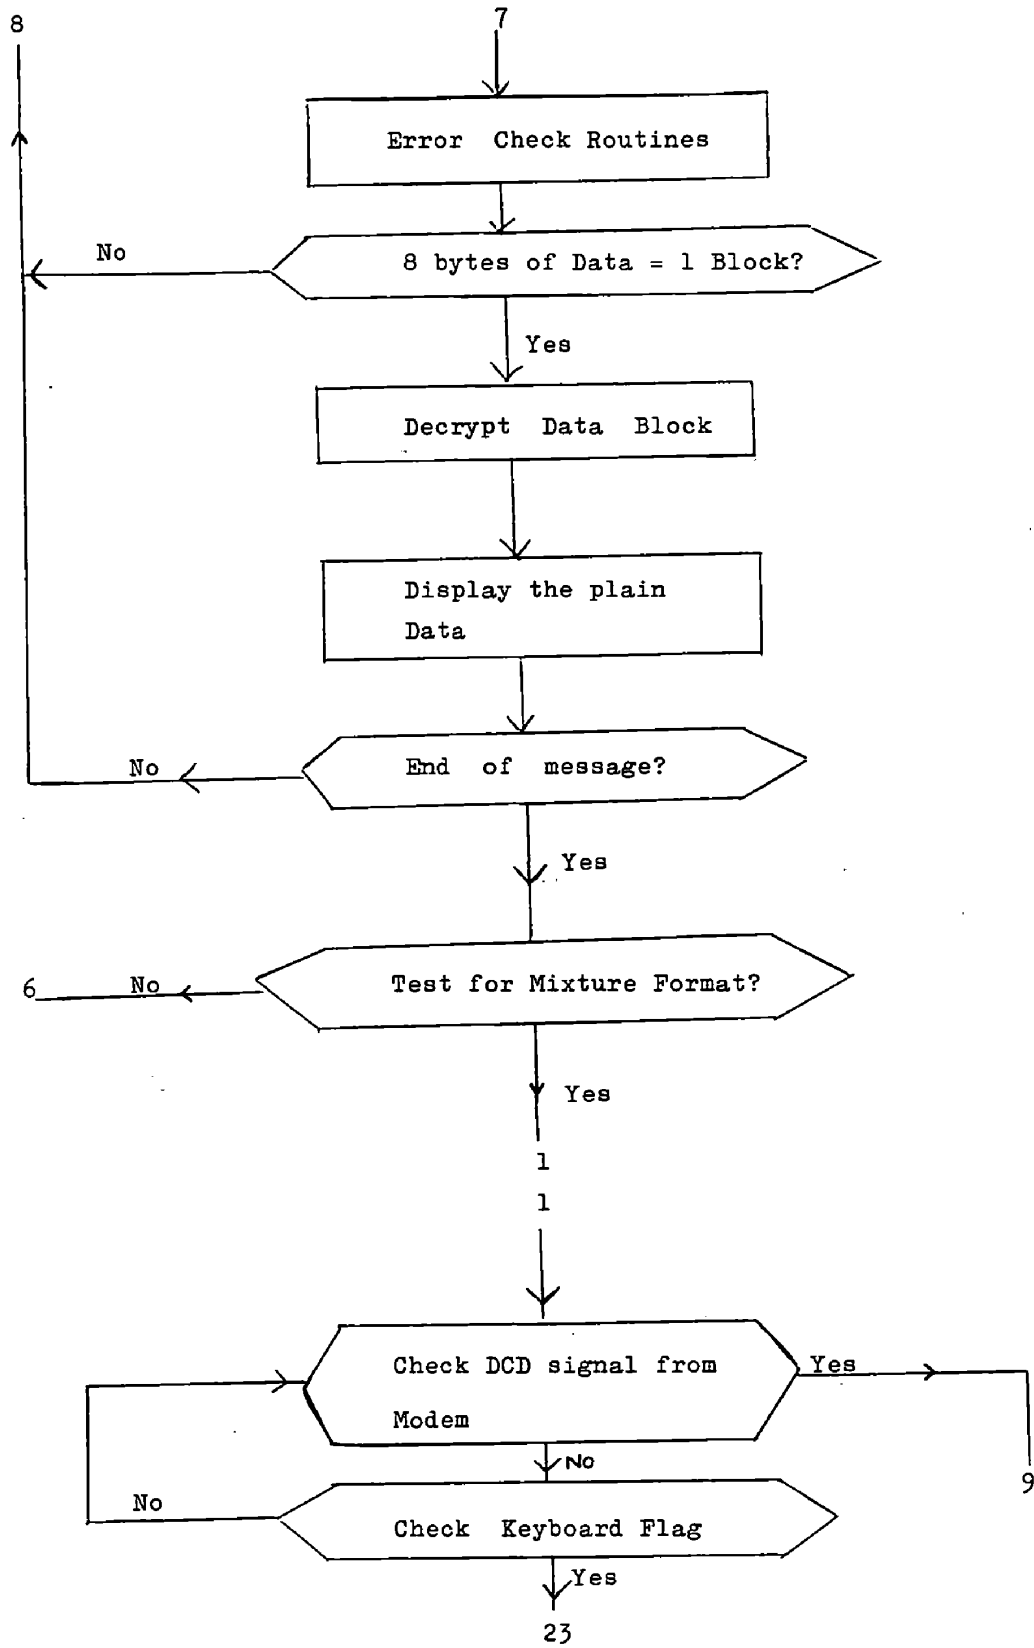 8
7
Error Check Routines
No
8 bytes of Data = 1 Block?
Yes
Decrypt Data Block
Display the plain
Data
No
End of message?
Yes
6
No
Test for Mixture Format?
Yes
1
1
Check DCD signal from
Modem
Yes
No
9
No
Check Keyboard Flag
Yes
23